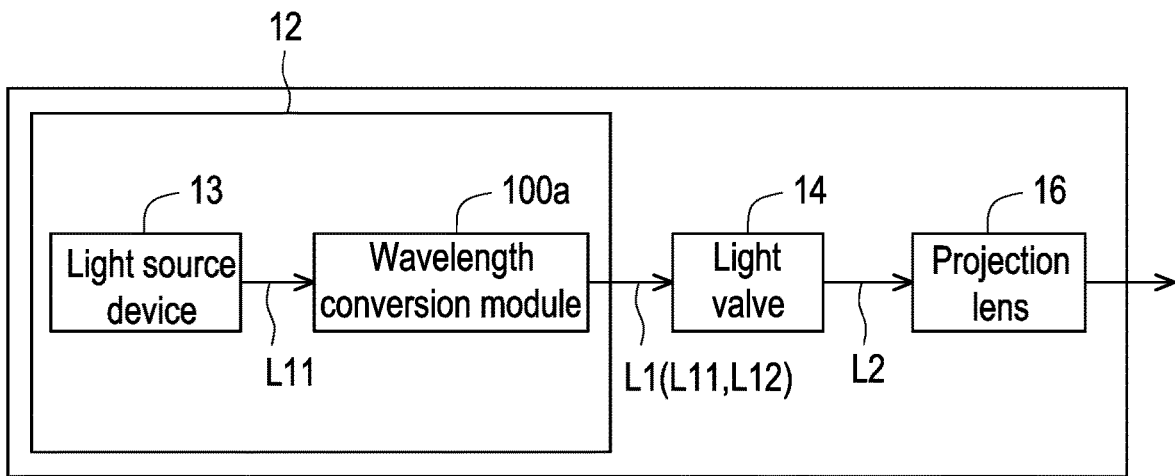 12
13
100a
14
16
Light source
device
Wavelength
conversion module
Light
valve
Projection
lens
L11
L1(L11,L12)
L2